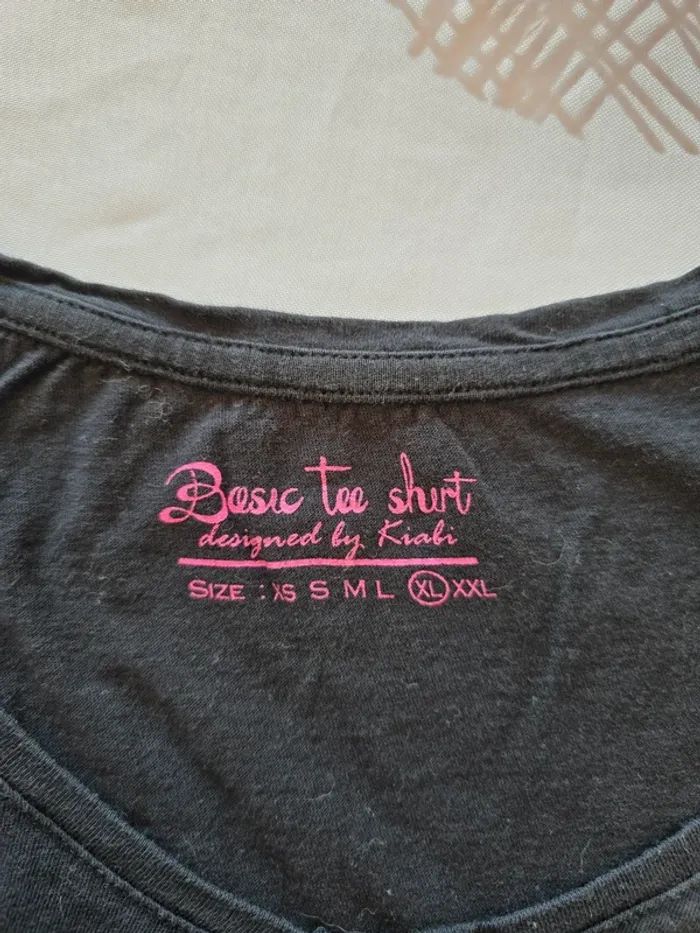 Basic tee shirt
designed by Kiabi
SIZE : XS S M L XL XXL